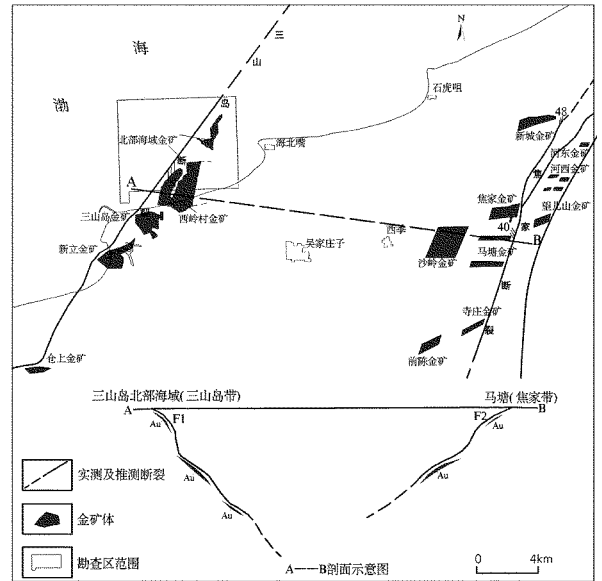 渤 海
三山岛断
N
石虎咀
48
新城金矿
河东金矿
河西金矿
望儿山金矿
海北嘴
北部海域金矿
A
三山岛金矿
西岭村金矿
焦家金矿
焦家断裂
40
B
新立金矿
吴家庄子
西季
沙岭金矿
马塘金矿
寺庄金矿
前陈金矿
仓上金矿
三山岛北部海域(三山岛带)
马塘(焦家带)
A
B
F1
F2
Au
Au
Au
Au
Au
实测及推测断裂
金矿体
勘查区范围
A——B剖面示意图
0 4km